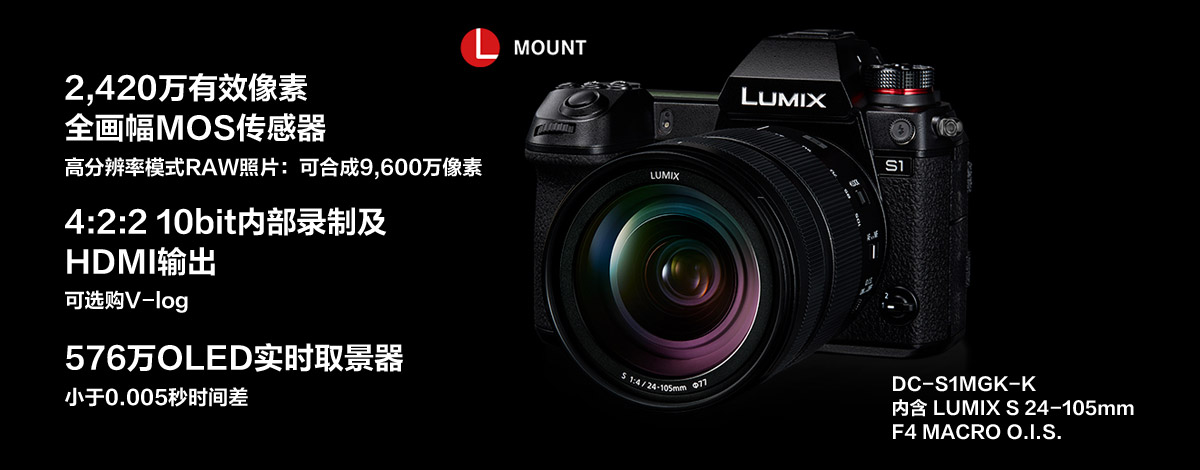 L MOUNT
2,420万有效像素
全画幅MOS传感器
高分辨率模式RAW照片：可合成9,600万像素
4:2:2 10bit内部录制及
HDMI输出
可选购V-log
576万OLED实时取景器
小于0.005秒时间差
LUMIX
S1
LUMIX
S 1:4 / 24-105mm Φ77
DC-S1MGK-K
内含 LUMIX S 24-105mm
F4 MACRO O.I.S.